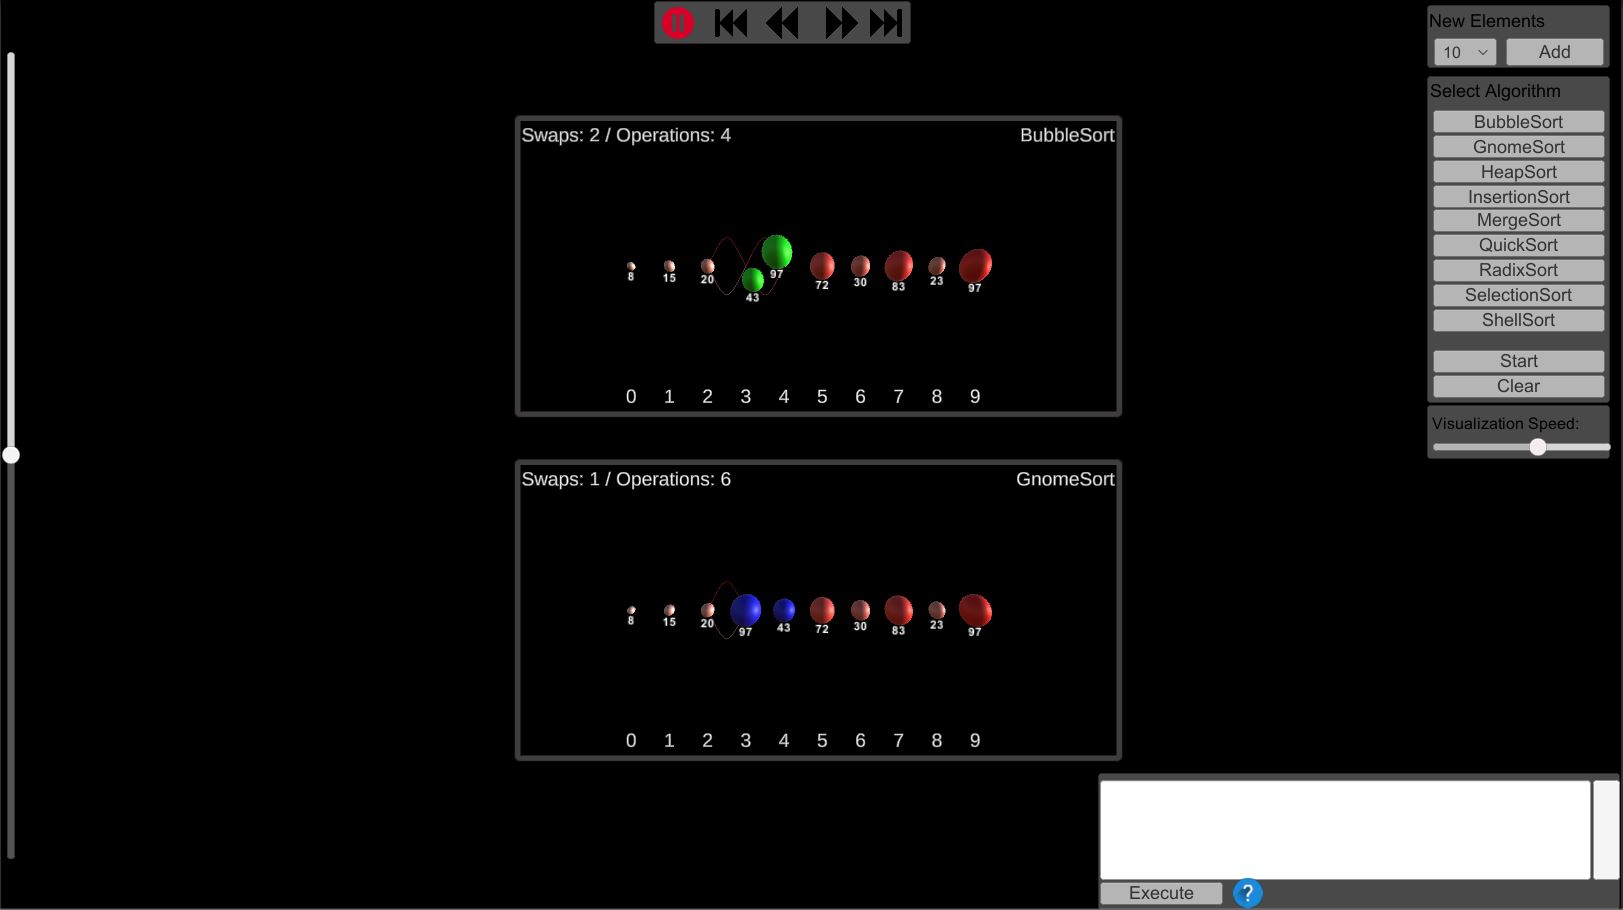 New Elements
10 Add
Select Algorithm
BubbleSort
GnomeSort
HeapSort
InsertionSort
MergeSort
QuickSort
RadixSort
SelectionSort
ShellSort
Start
Clear
Visualization Speed:
Swaps: 2 / Operations: 4 BubbleSort
8 15 20 43 97 72 30 83 23 97
0 1 2 3 4 5 6 7 8 9
Swaps: 1 / Operations: 6 GnomeSort
8 15 20 97 43 72 30 83 23 97
0 1 2 3 4 5 6 7 8 9
Execute ?